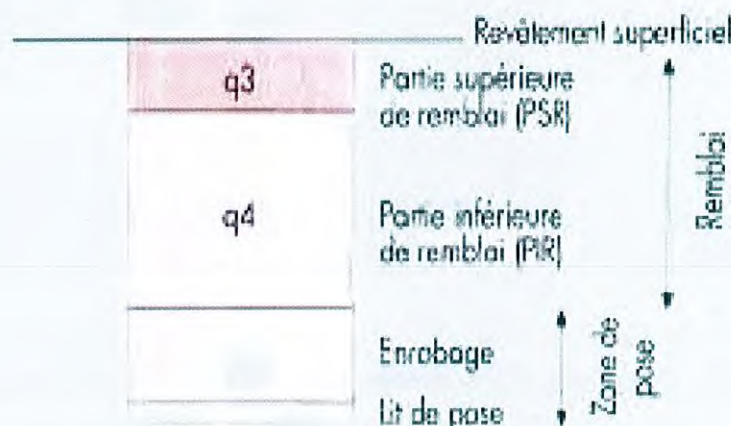 Revêtement superficiel
q3
Partie supérieure
de remblai (PSR)
q4
Partie inférieure
de remblai (PIR)
Remblai
Enrobage
Lit de pose
Zone de
pose